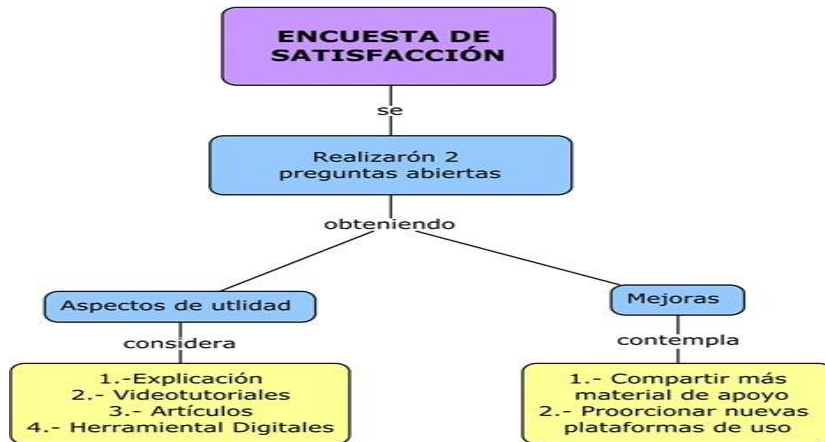 ENCUESTA DE
SATISFACCIÓN
se
Realizarón 2
preguntas abiertas
obteniendo
Aspectos de utlidad
Mejoras
considera
contempla
1.-Explicación
2.- Videotutoriales
3.- Artículos
4.- Herramiental Digitales
1.- Compartir más
material de apoyo
2.- Proorcionar nuevas
plataformas de uso